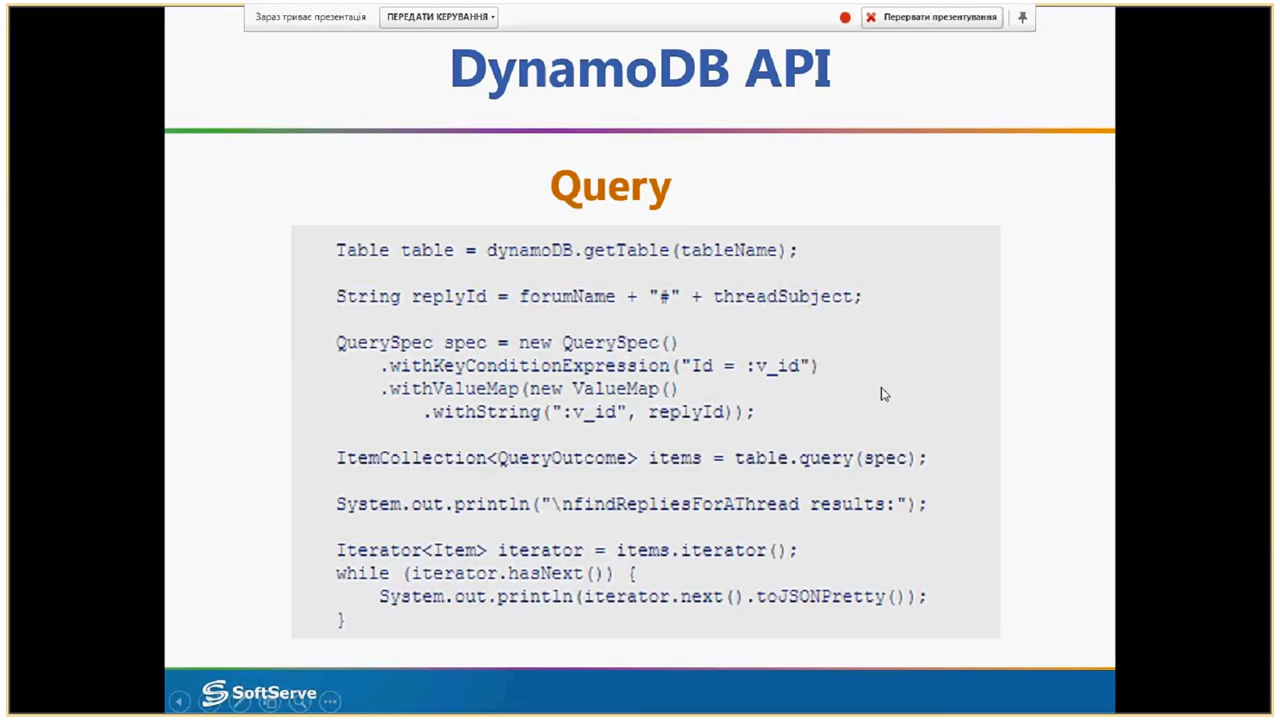 Зараз триває презентація
ПЕРЕДАТИ КЕРУВАННЯ
Перервати презентування
DynamoDB API
Query
Table table = dynamoDB.getTable(tableName);
String replyId = forumName + "#" + threadSubject;
QuerySpec spec = new QuerySpec()
.withKeyConditionExpression("Id = :v_id")
.withValueMap(new ValueMap()
.withString(":v_id", replyId));
ItemCollection<QueryOutcome> items = table.query(spec);
System.out.println("\nfindRepliesForAThread results:");
Iterator<Item> iterator = items.iterator();
while (iterator.hasNext()) {
System.out.println(iterator.next().toJSONPretty());
}
SoftServe